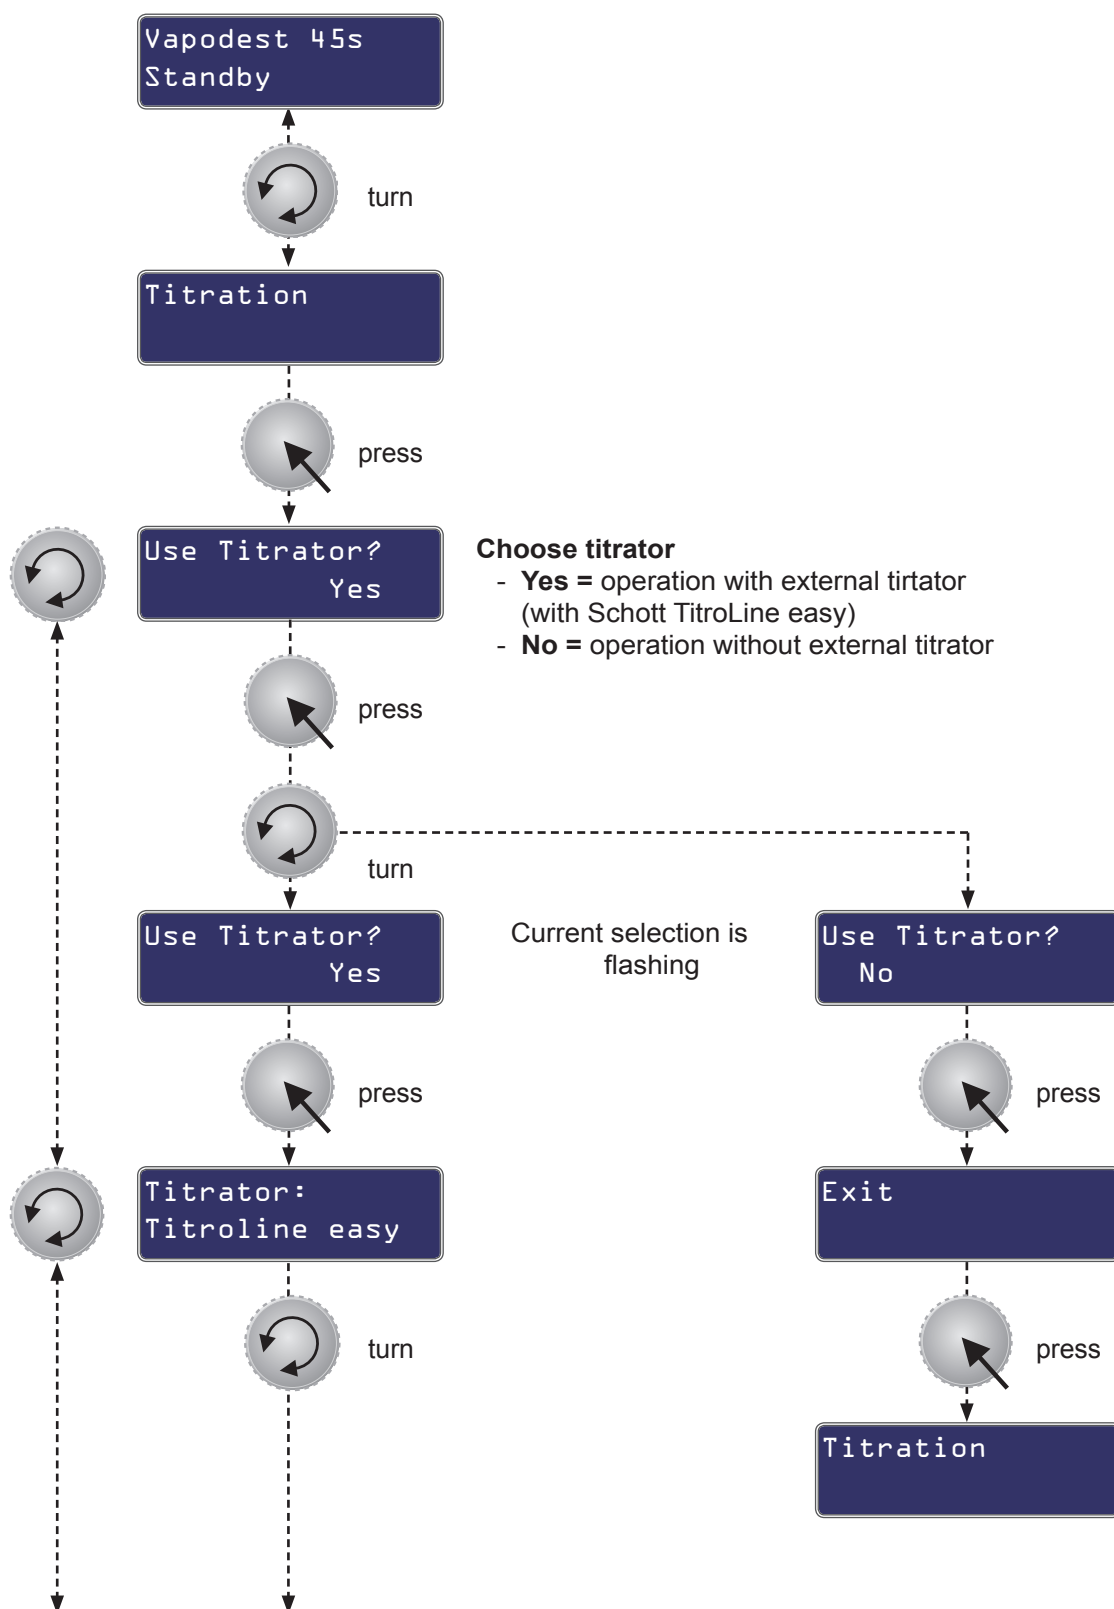 Vapodest 45s
Standby
turn
Titration
press
Use Titrator?
Yes
Choose titrator
- Yes = operation with external tirtator
(with Schott TitroLine easy)
- No = operation without external titrator
press
turn
Use Titrator?
Yes
Current selection is
flashing
Use Titrator?
No
press
press
Titrator:
Titroline easy
Exit
turn
press
Titration